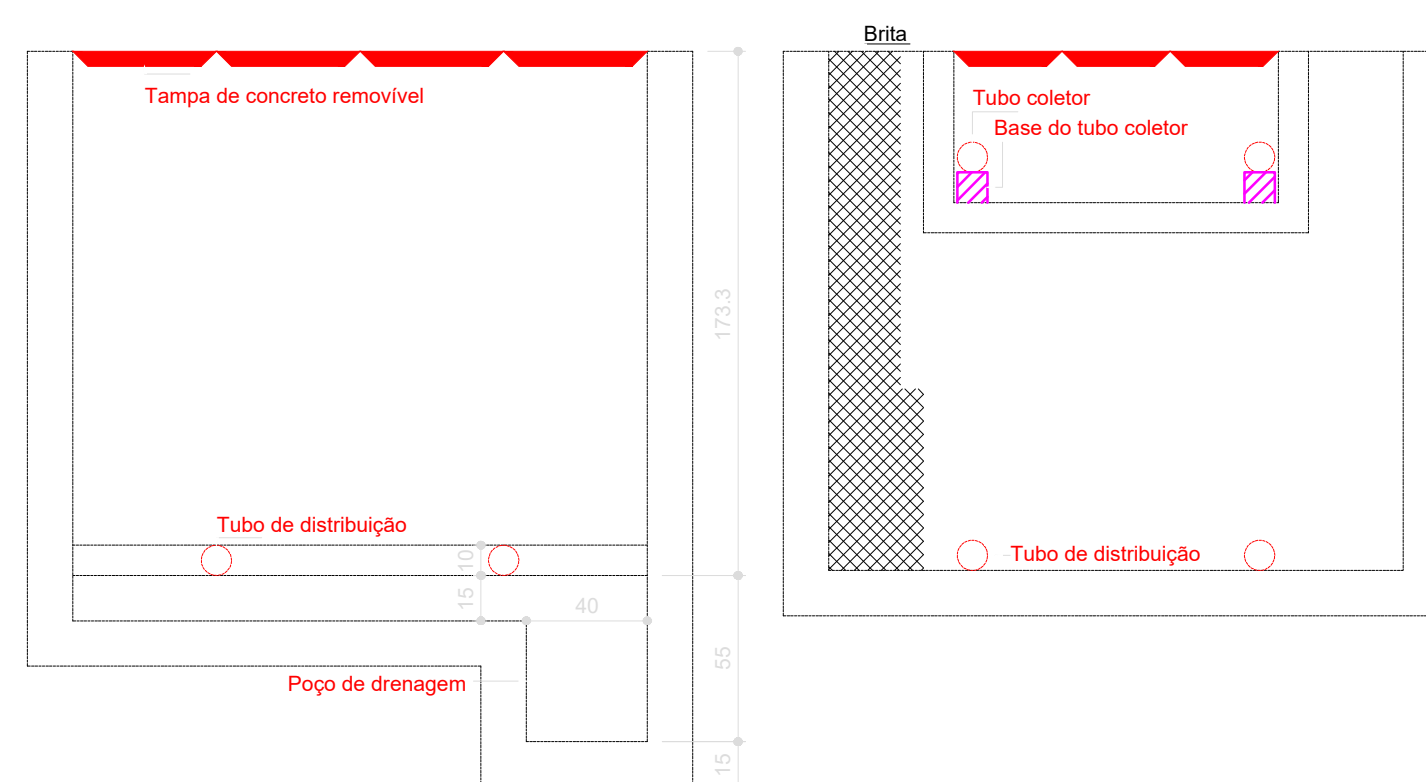 Brita
Tampa de concreto removível
Tubo coletor
Base do tubo coletor
173.3
Tubo de distribuição
10
Tubo de distribuição
15
40
55
Poço de drenagem
15